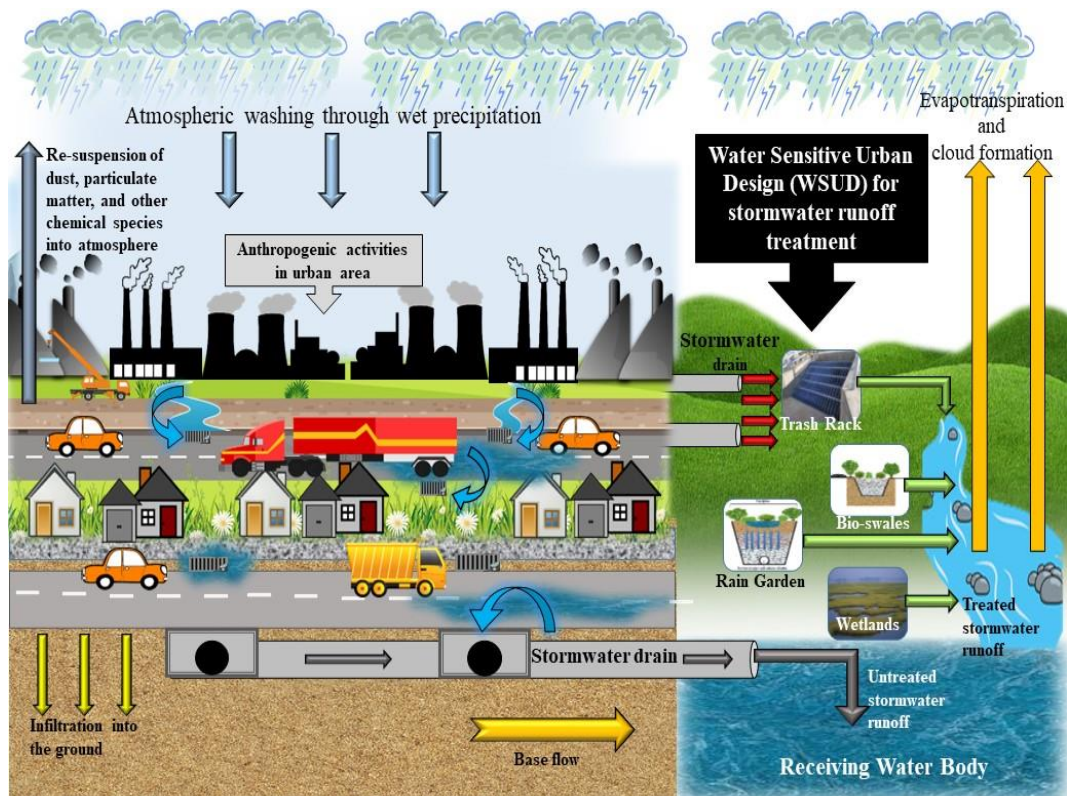 Atmospheric washing through wet precipitation
Re-suspension of
dust, particulate
matter, and other
chemical species
into atmosphere
Anthropogenic activities
in urban area
Water Sensitive Urban
Design (WSUD) for
stormwater runoff
treatment
Evapotranspiration
and
cloud formation
Stormwater
drain
Trash Rack
Bio-swales
Rain Garden
Wetlands
Treated
stormwater
runoff
Stormwater drain
Untreated
stormwater
runoff
Infiltration into
the ground
Base flow
Receiving Water Body